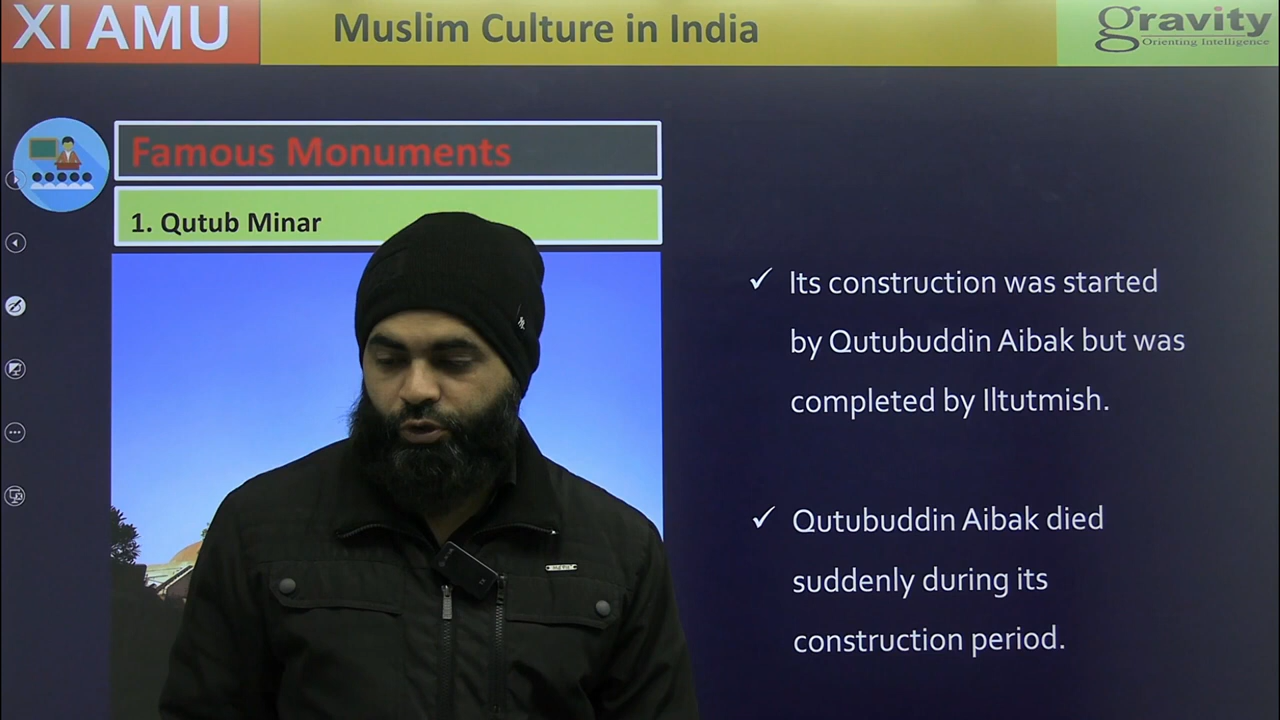 XI AMU
Muslim Culture in India
gravity
Orienting Intelligence
Famous Monuments
1. Qutub Minar
✓ Its construction was started
by Qutubuddin Aibak but was
completed by Iltutmish.
✓ Qutubuddin Aibak died
suddenly during its
construction period.